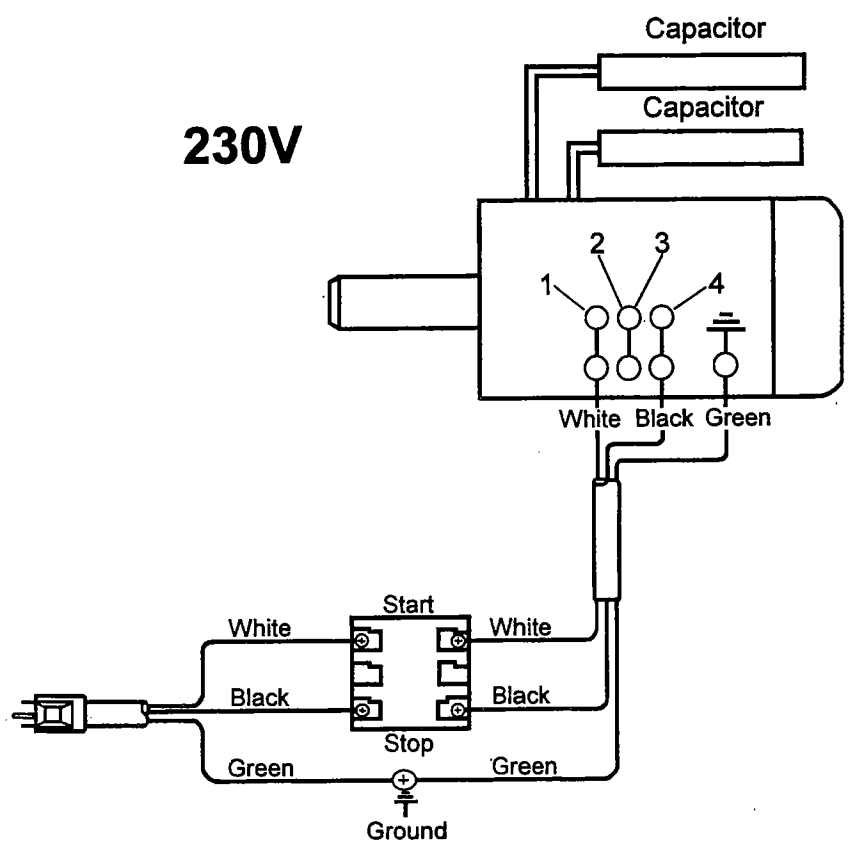 Capacitor
Capacitor
230V
2 3
1 4
White Black Green
Start
White White
Black Black
Stop
Green Green
Ground